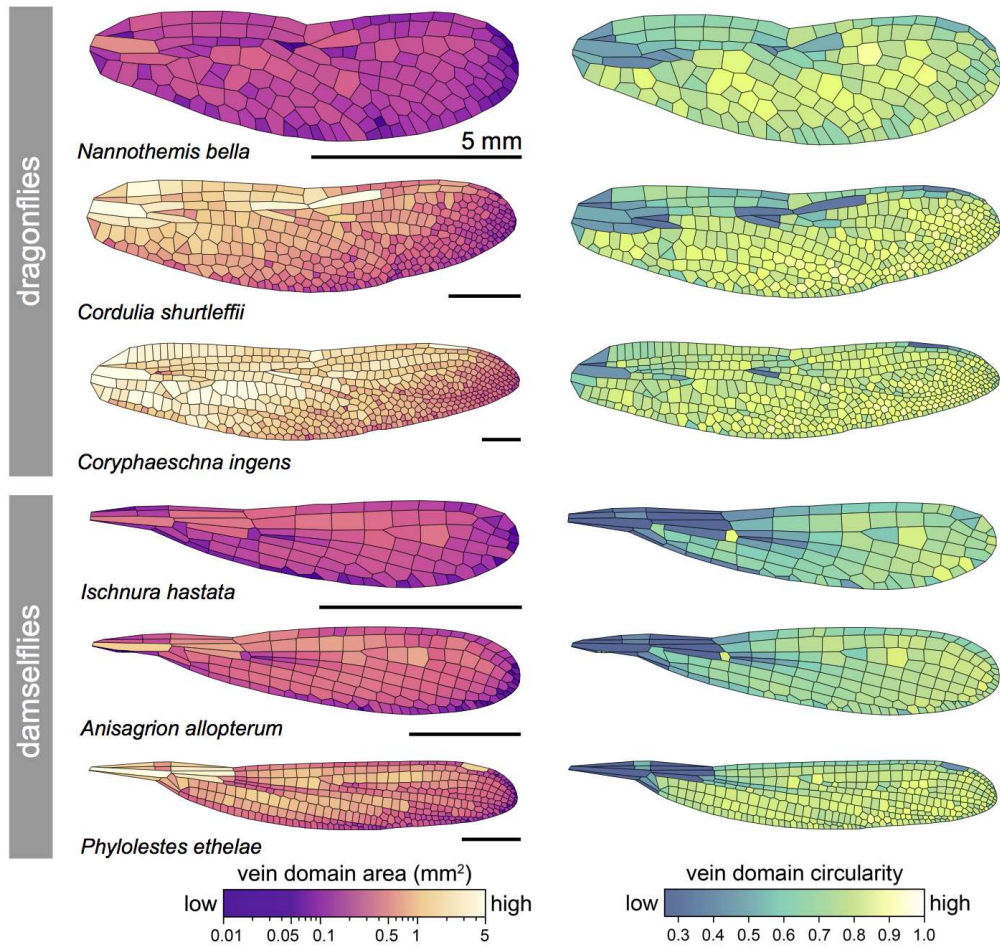 dragonflies
5 mm
Nannothemis bella
Cordulia shurtleffii
Coryphaeschna ingens
damselflies
Ischnura hastata
Anisagrion allopterum
Phylolestes ethelae
vein domain area (mm²)
low high
0.01 0.05 0.1 0.5 1 5
vein domain circularity
low high
0.3 0.4 0.5 0.6 0.7 0.8 0.9 1.0